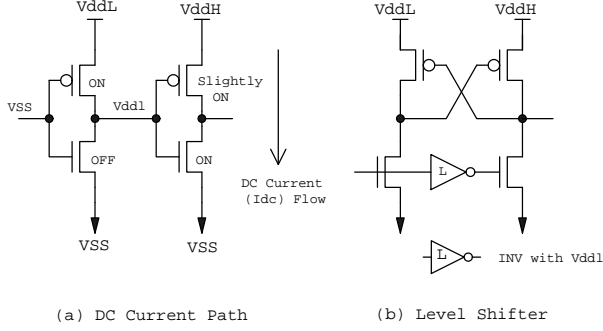 VddL
VddH
ON
Slightly
ON
VSS
Vddl
OFF
ON
VSS
VSS
DC Current
(Idc) Flow
(a) DC Current Path
VddL
VddH
L
L
INV with Vddl
(b) Level Shifter